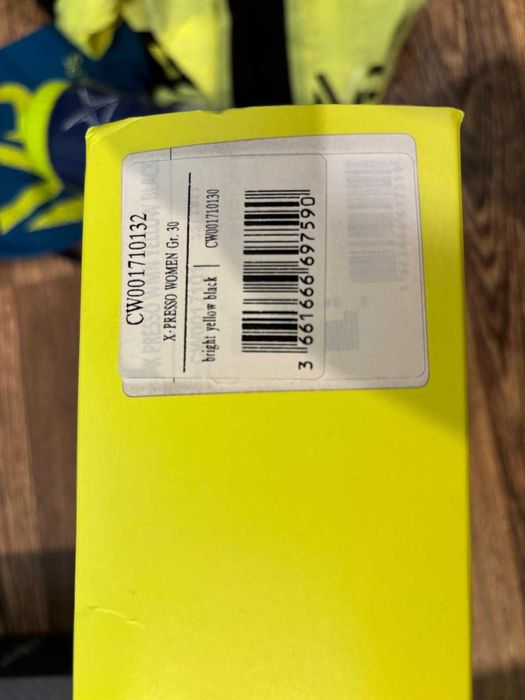 CW001710132
X-PRESSO WOMEN Gr. 30
bright yellow black | CW001710130
3 661666 697590